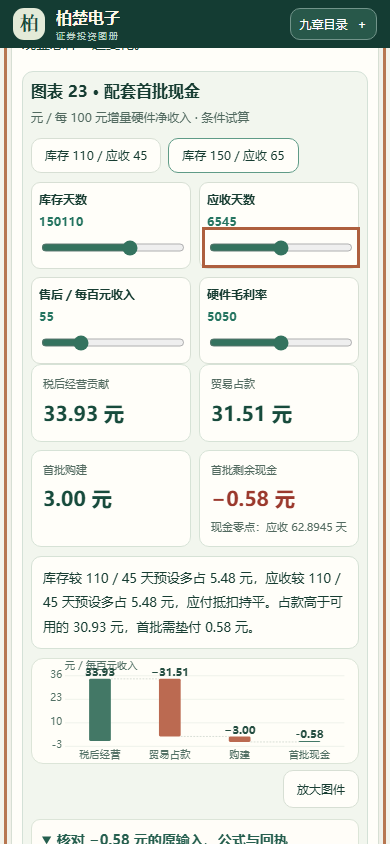 柏
柏楚电子
证券投资图册
九章目录 +
图表 23 • 配套首批现金
元 / 每 100 元增量硬件净收入 · 条件试算
库存 110 / 应收 45
库存 150 / 应收 65
库存天数
150110
应收天数
6545
售后 / 每百元收入
55
硬件毛利率
5050
税后经营贡献
33.93 元
贸易占款
31.51 元
首批购建
3.00 元
首批剩余现金
−0.58 元
现金零点：应收 62.8945 天
库存较 110 / 45 天预设多占 5.48 元，应收较 110 /
45 天预设多占 5.48 元，应付抵扣持平。占款高于可
用的 30.93 元，首批需垫付 0.58 元。
元 / 每百元收入
36
23
10
-3
33.93
−31.51
−3.00
-0.58
税后经营
贸易占款
购建
首批现金
放大图件
▼ 核对 −0.58 元的原输入、公式与回执